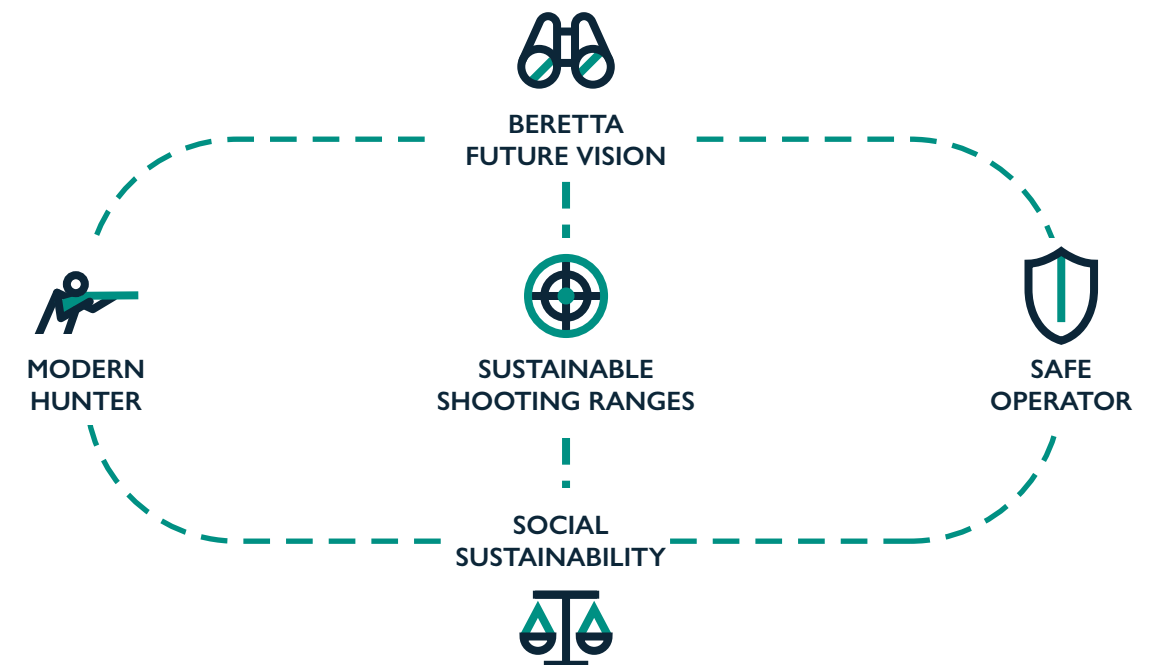 BERETTA
FUTURE VISION
MODERN
HUNTER
SUSTAINABLE
SHOOTING RANGES
SAFE
OPERATOR
SOCIAL
SUSTAINABILITY